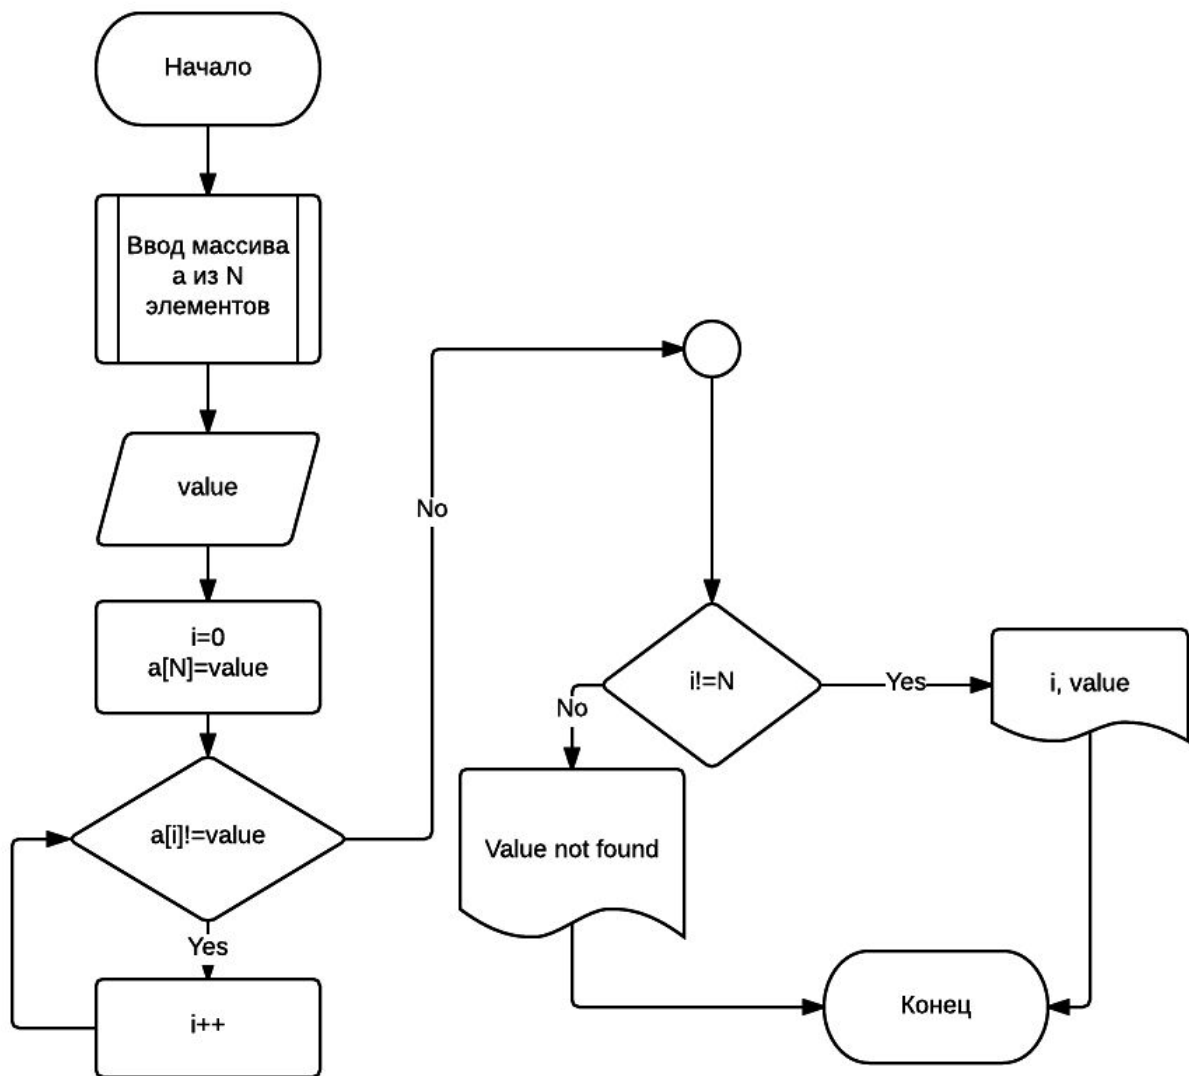 Начало
Ввод массива
а из N
элементов
value
i=0
a[N]=value
a[i]!=value
Yes
i++
No
i!=N
No
Value not found
Yes
i, value
Конец